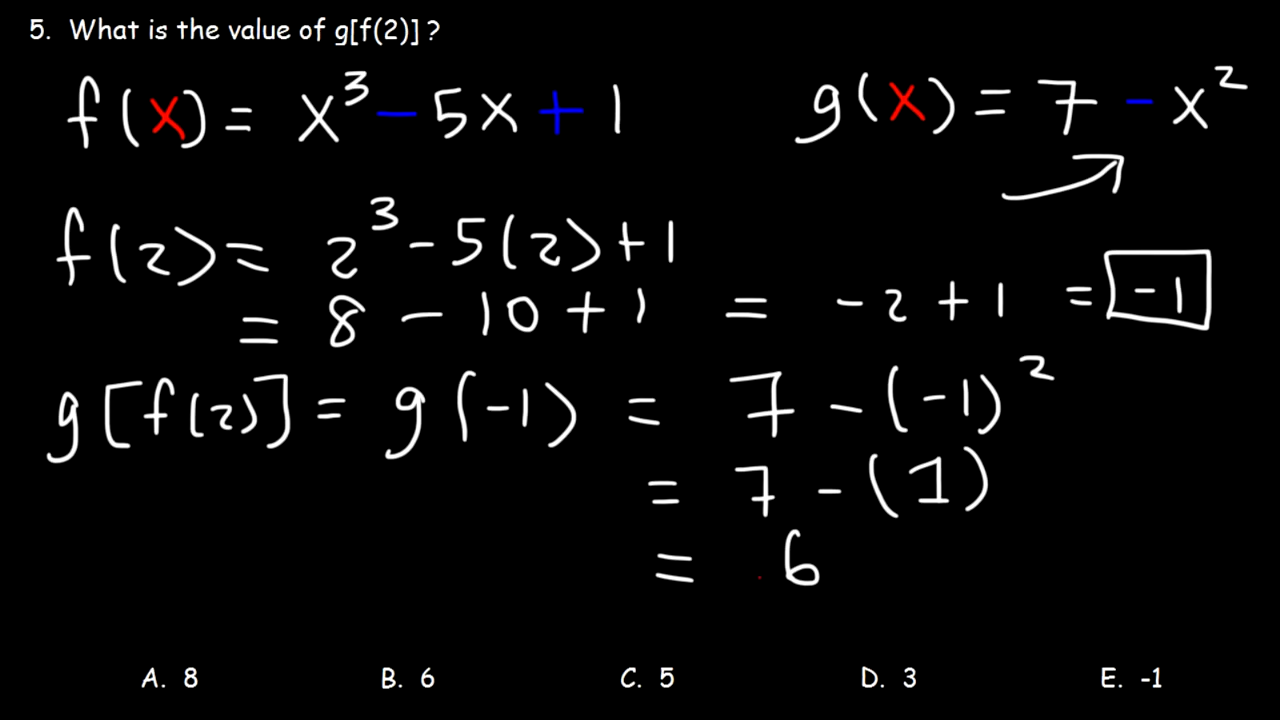 5. What is the value of g[f(2)] ?
f(x) = x³ - 5x + 1
g(x) = 7 - x²
f(2) = 2³ - 5(2) + 1
= 8 - 10 + 1 = -2 + 1 = -1
g[f(2)] = g(-1) = 7 - (-1)²
= 7 - (1)
= 6
A. 8 B. 6 C. 5 D. 3 E. -1